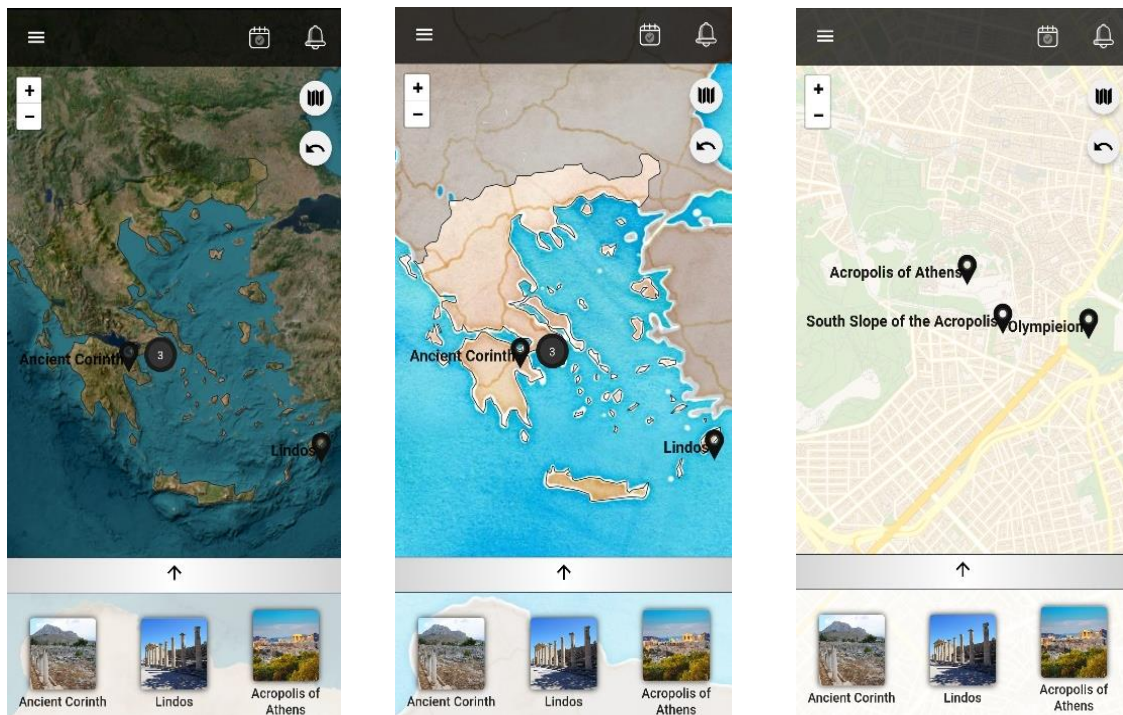 +
−
Ancient Corinth
3
Lindos
Ancient Corinth
Lindos
Acropolis of
Athens
+
−
Ancient Corinth
3
Lindos
Ancient Corinth
Lindos
Acropolis of
Athens
+
−
Acropolis of Athens
South Slope of the Acropolis
Olympieion
Ancient Corinth
Lindos
Acropolis of
Athens